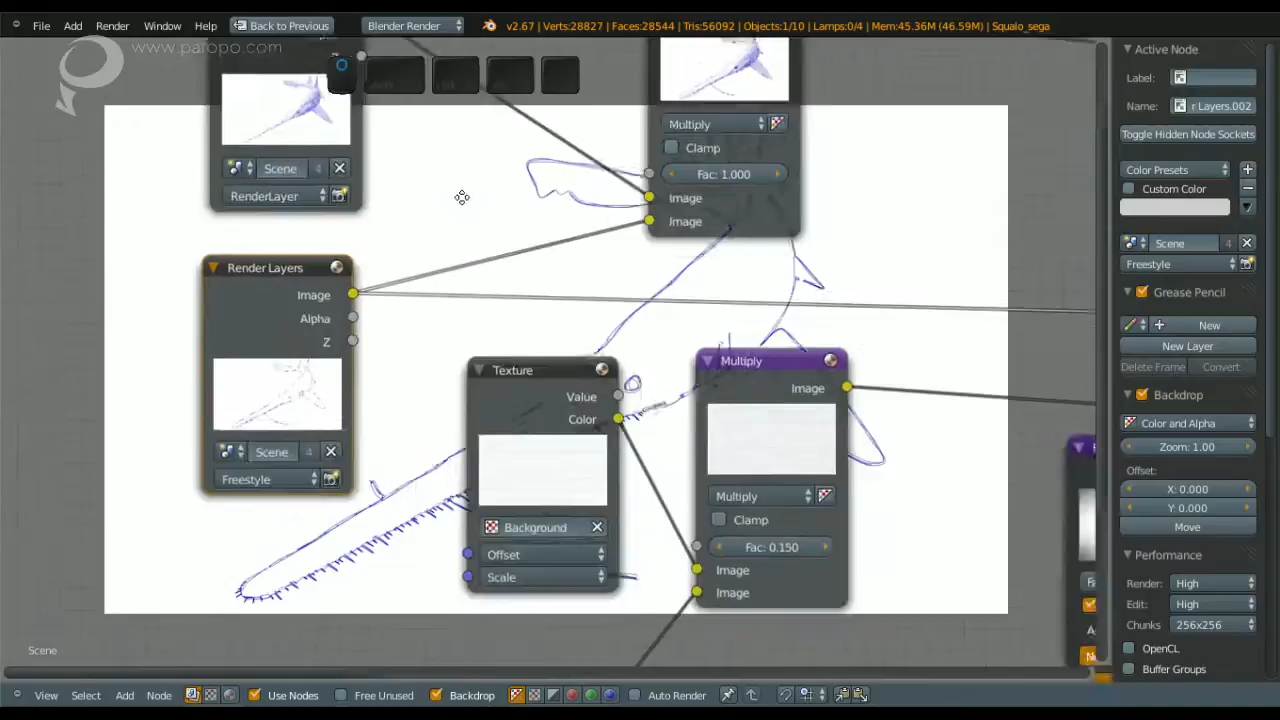 File Add Render Window Help Back to Previous Blender Render v2.67 | Verts:28827 | Faces:28544 | Tris:56092 | Objects:1/10 | Lamps:0/4 | Mem:45.36M (46.59M) | Squalo_sega
www.pafopo.com
Scene 4
RenderLayer
Multiply
Clamp
Fac: 1.000
Image
Image
Render Layers
Image
Alpha
Z
Scene 4
Freestyle
Texture
Value
Color
Background
Offset
Scale
Multiply
Image
Multiply
Clamp
Fac: 0.150
Image
Image
Scene
Active Node
Label:
Name: r Layers.002
Toggle Hidden Node Sockets
Color Presets
Custom Color
Scene 4
Freestyle
Grease Pencil
New
New Layer
Delete Frame Convert
Backdrop
Color and Alpha
Zoom: 1.00
Offset:
X: 0.000
Y: 0.000
Move
Performance
Render: High
Edit: High
Chunks 256x256
OpenCL
Buffer Groups
View Select Add Node Use Nodes Free Unused Backdrop Auto Render